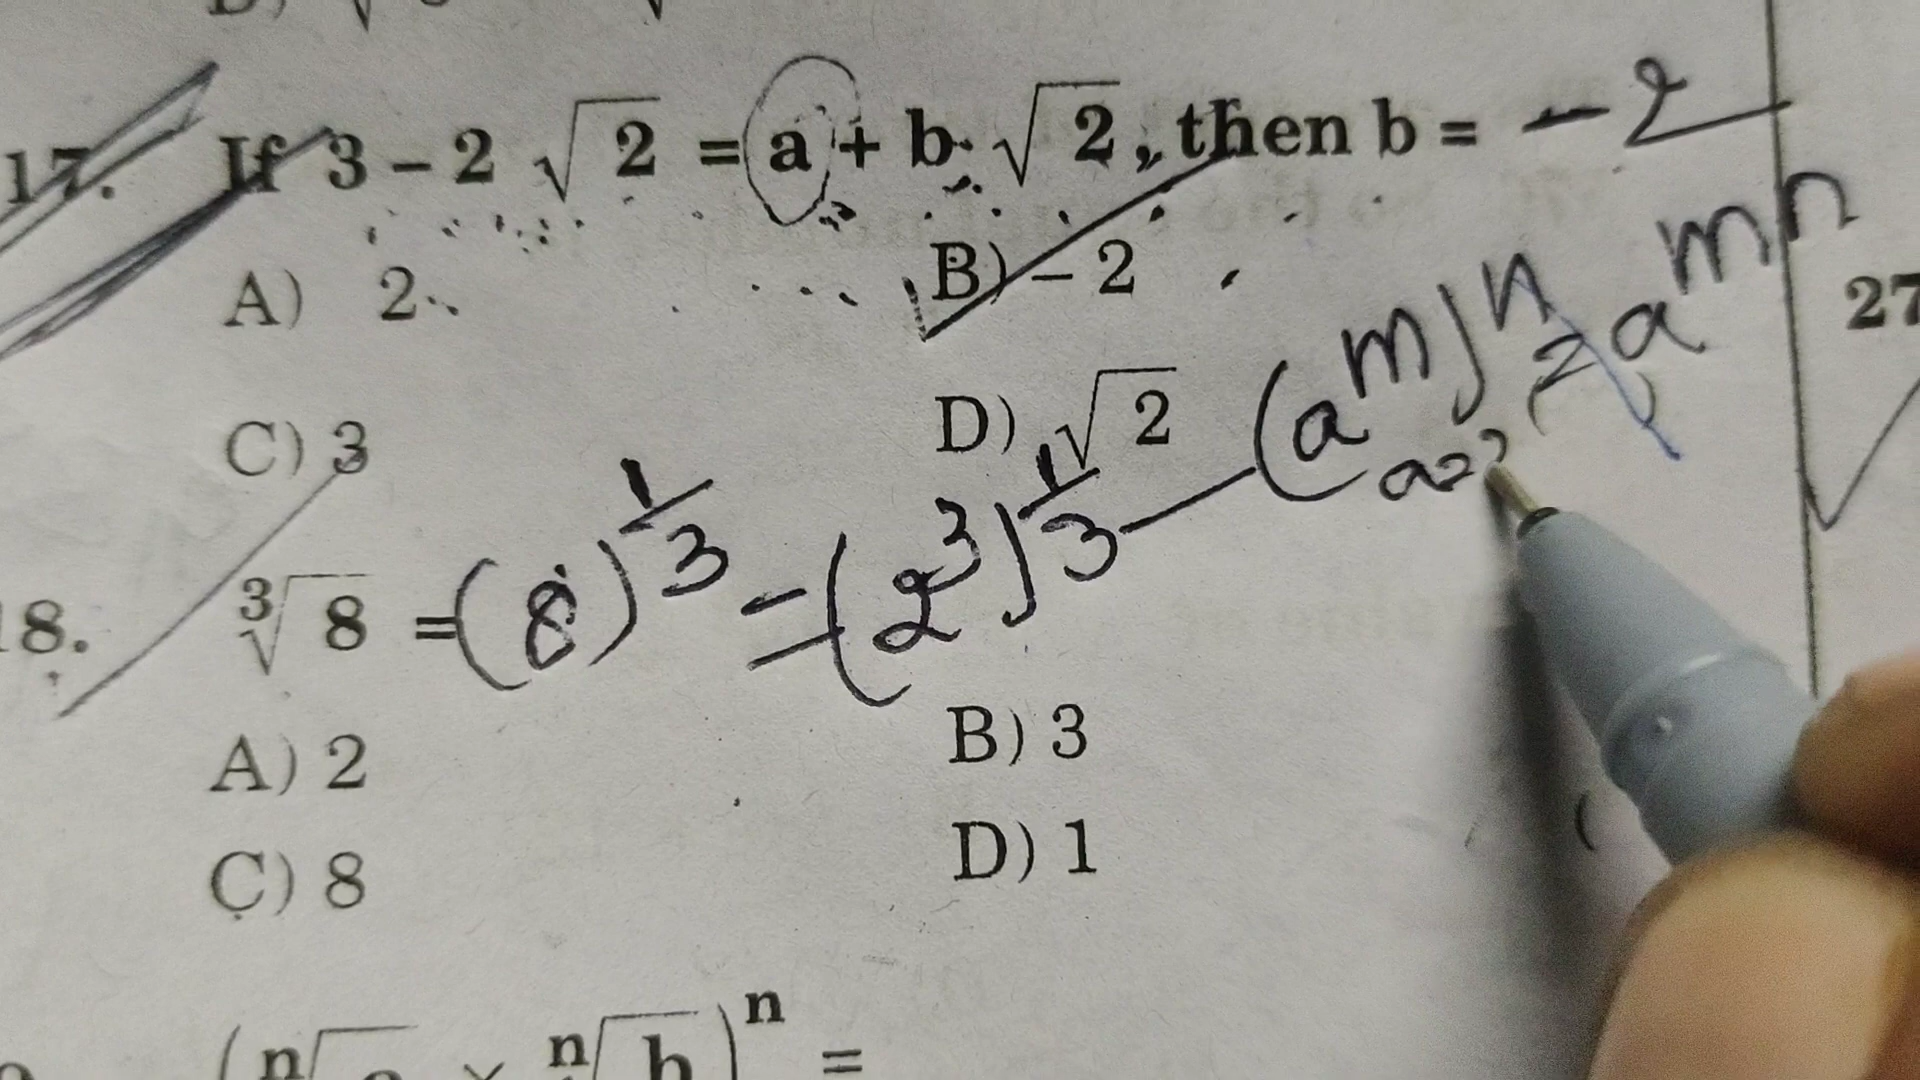 17. If 3 – 2 √2 = a + b √2, then b = –2
A) 2
B) – 2
C) 3
D) √2
(a^m)^n = a^mn
a=2
18. ∛8 = (8)^1/3 = (2^3)^1/3
A) 2
B) 3
C) 8
D) 1
27
(ⁿ√a × ⁿ√b)ⁿ =